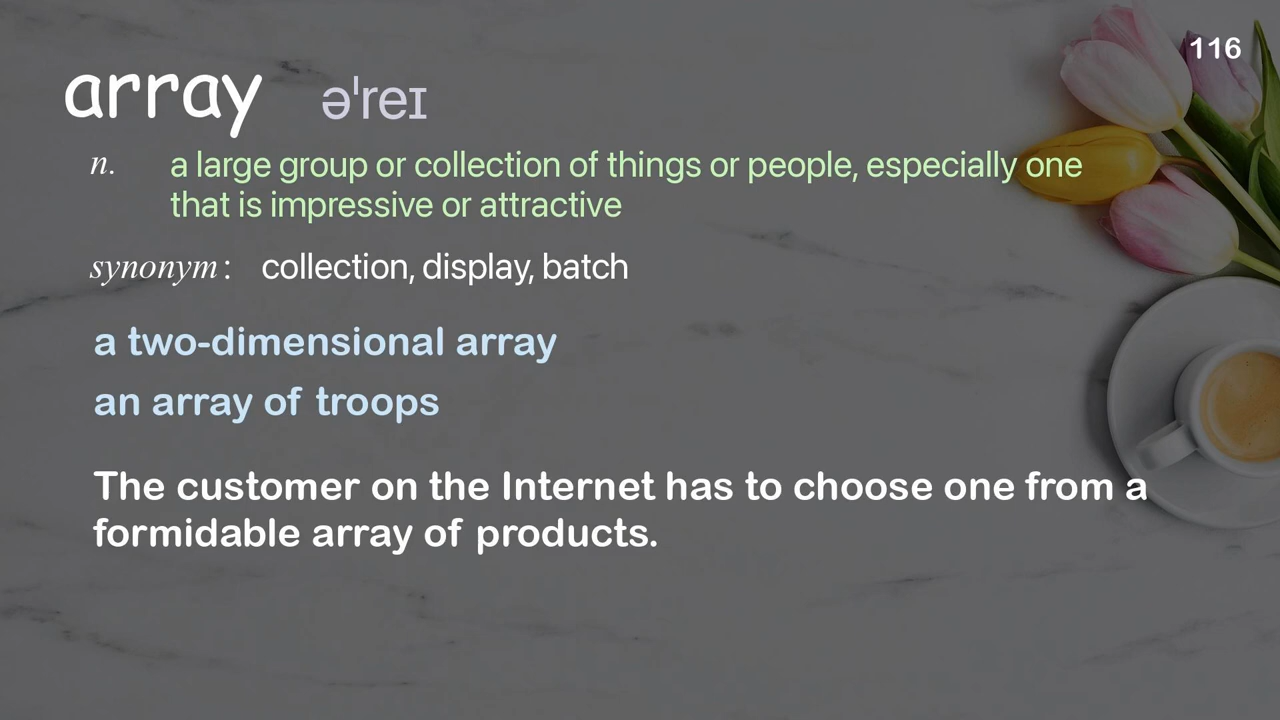 116
array əˈreɪ
n. a large group or collection of things or people, especially one
that is impressive or attractive
synonym: collection, display, batch
a two-dimensional array
an array of troops
The customer on the Internet has to choose one from a
formidable array of products.